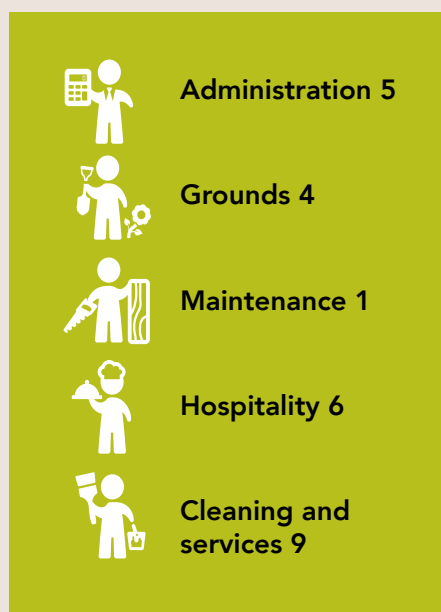 Administration 5
Grounds 4
Maintenance 1
Hospitality 6
Cleaning and
services 9